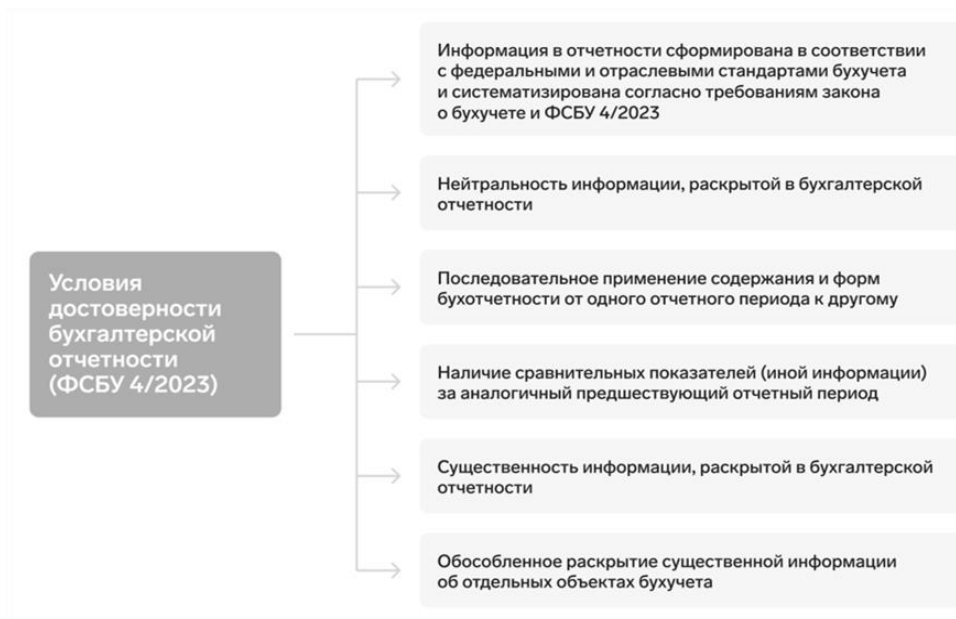 Информация в отчетности сформирована в соответствии
с федеральными и отраслевыми стандартами бухучета
и систематизирована согласно требованиям закона
о бухучете и ФСБУ 4/2023
Нейтральность информации, раскрытой в бухгалтерской
отчетности
Условия
достоверности
бухгалтерской
отчетности
(ФСБУ 4/2023)
Последовательное применение содержания и форм
бухотчетности от одного отчетного периода к другому
Наличие сравнительных показателей (иной информации)
за аналогичный предшествующий отчетный период
Существенность информации, раскрытой в бухгалтерской
отчетности
Обособленное раскрытие существенной информации
об отдельных объектах бухучета